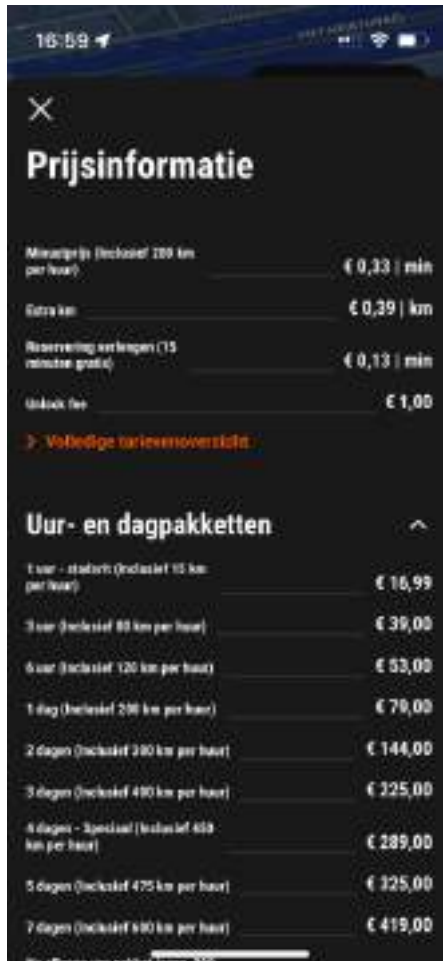 16:59
Prijsinformatie
Minuutprijs (Inclusief 200 km
per huur)
€ 0,33 | min
Extra km
€ 0,39 | km
Reservering verlengen (15
minuten gratis)
€ 0,13 | min
Unlock fee
€ 1,00
> Volledige tarievenoverzicht
Uur- en dagpakketten
1 uur - stadsrit (Inclusief 15 km
per huur)
€ 16,99
3 uur (Inclusief 80 km per huur)
€ 39,00
6 uur (Inclusief 120 km per huur)
€ 53,00
1 dag (Inclusief 200 km per huur)
€ 79,00
2 dagen (Inclusief 300 km per huur)
€ 144,00
3 dagen (Inclusief 400 km per huur)
€ 225,00
4 dagen - Speciaal (Inclusief 450
km per huur)
€ 289,00
5 dagen (Inclusief 475 km per huur)
€ 325,00
7 dagen (Inclusief 600 km per huur)
€ 419,00